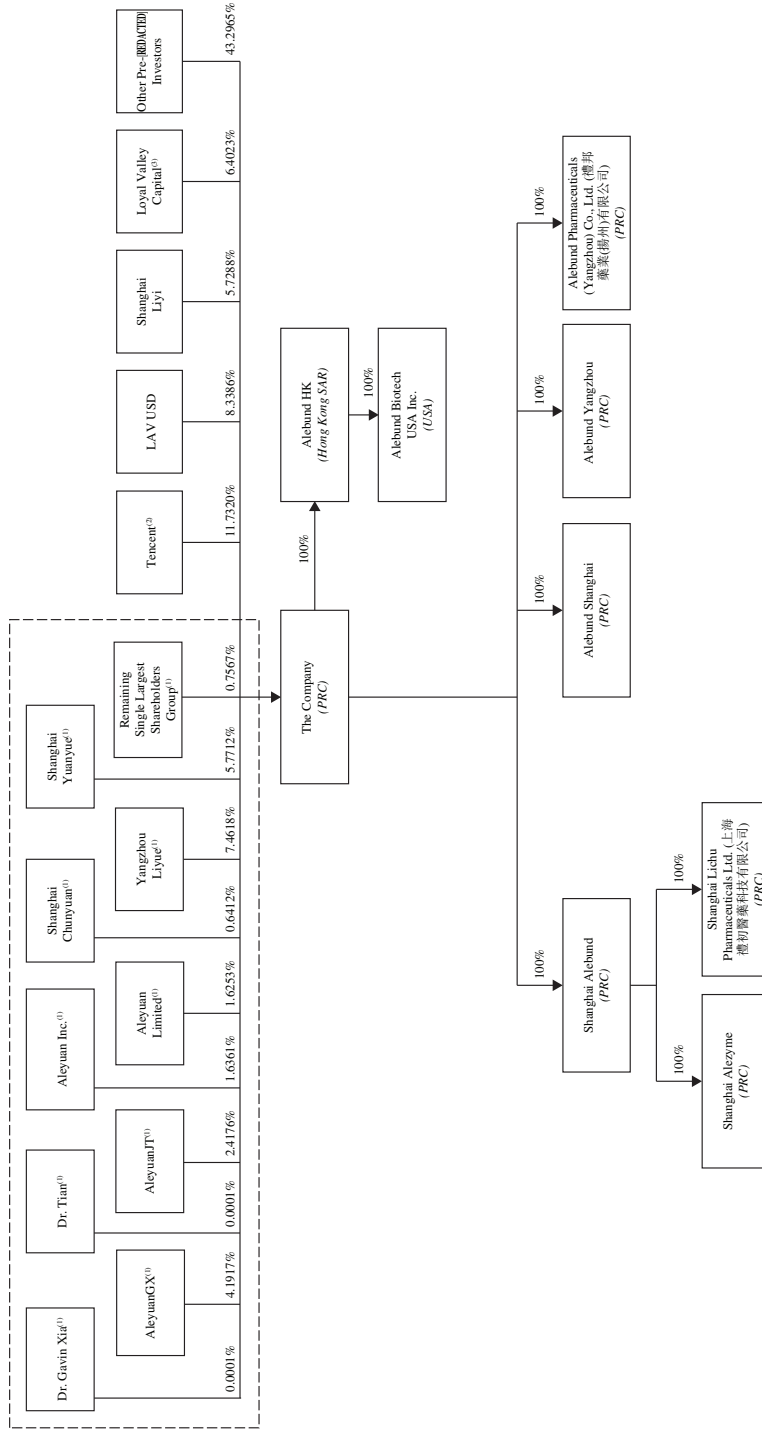 Dr. Gavin Xia(1)
Dr. Tian(1)
Aleyuan Inc.(1)
Shanghai
Chunyuan(1)
Shanghai
Yuanyue(1)
AleyuanGX(1)
AleyuanJT(1)
Aleyuan
Limited(1)
Yangzhou
Liyue(1)
Remaining
Single Largest
Shareholders
Group(1)
Tencent(2)
LAV USD
Shanghai
Liyi
Loyal Valley
Capital(3)
Other Pre-[REDACTED]
Investors
0.0001%
4.1917%
0.0001%
2.4176%
1.6361%
1.6253%
0.6412%
7.4618%
5.7712%
0.7567%
11.7320%
8.3386%
5.7288%
6.4023%
43.2965%
The Company
(PRC)
100%
Alebund HK
(Hong Kong SAR)
100%
Alebund Biotech
USA Inc.
(USA)
100%
100%
100%
100%
Shanghai Alebund
(PRC)
Alebund Shanghai
(PRC)
Alebund Yangzhou
(PRC)
Alebund Pharmaceuticals
(Yangzhou) Co., Ltd. (禮邦
藥業(揚州)有限公司)
(PRC)
100%
100%
Shanghai Alezyme
(PRC)
Shanghai Lichu
Pharmaceuticals Ltd. (上海
禮初醫藥科技有限公司)
(PRC)